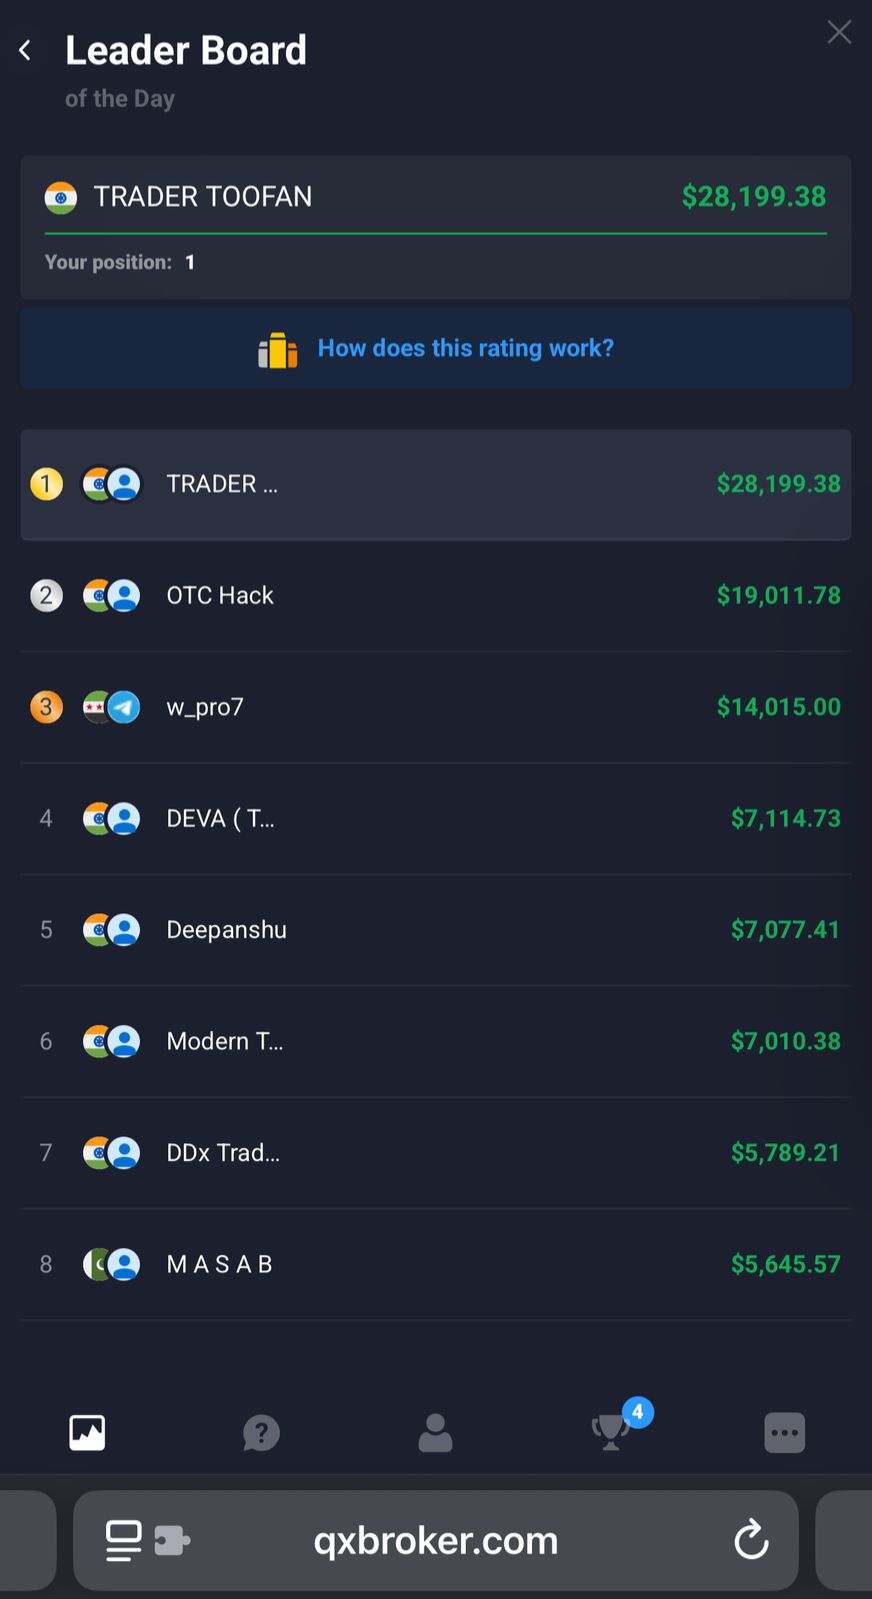 Leader Board
of the Day
TRADER TOOFAN $28,199.38
Your position: 1
How does this rating work?
1 TRADER ... $28,199.38
2 OTC Hack $19,011.78
3 w_pro7 $14,015.00
4 DEVA ( T... $7,114.73
5 Deepanshu $7,077.41
6 Modern T... $7,010.38
7 DDx Trad... $5,789.21
8 M A S A B $5,645.57
4
qxbroker.com